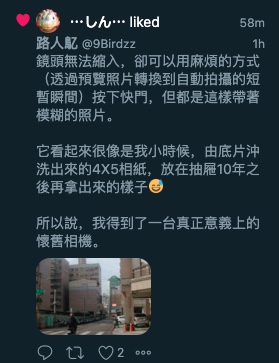 …しん… liked
58m
路人魟 @9Birdzz
1h
鏡頭無法縮入，卻可以用麻煩的方式
（透過預覽照片轉換到自動拍攝的短
暫瞬間）按下快門，但都是這樣帶著
模糊的照片。
它看起來很像是我小時候，由底片沖
洗出來的4X5相紙，放在抽屜10年之
後再拿出來的樣子😅
所以說，我得到了一台真正意義上的
懷舊相機。
2